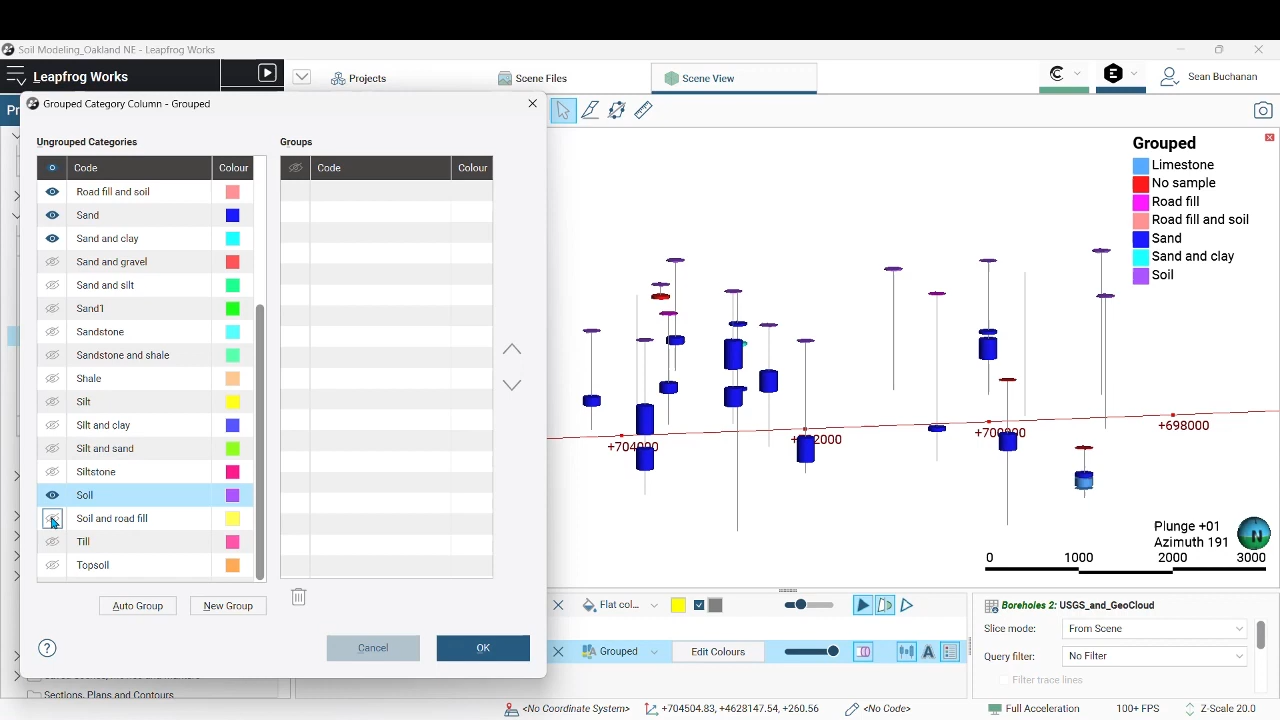 Soil Modeling_Oakland NE - Leapfrog Works
Leapfrog Works
Projects
Scene Files
Scene View
Sean Buchanan
Pr
Grouped Category Column - Grouped
Ungrouped Categories
Groups
Code
Colour
Code
Colour
Road fill and soil
Sand
Sand and clay
Sand and gravel
Sand and silt
Sand1
Sandstone
Sandstone and shale
Shale
Silt
Silt and clay
Silt and sand
Siltstone
Soil
Soil and road fill
Till
Topsoil
Auto Group
New Group
Cancel
OK
Grouped
Limestone
No sample
Road fill
Road fill and soil
Sand
Sand and clay
Soil
+704000
2000
+700000
+698000
Plunge +01
Azimuth 191
0 1000 2000 3000
Flat col...
Grouped
Edit Colours
Boreholes 2: USGS_and_GeoCloud
Slice mode: From Scene
Query filter: No Filter
Filter trace lines
Sections, Plans and Contours
<No Coordinate System>
+704504.83, +4628147.54, +260.56
<No Code>
Full Acceleration
100+ FPS
Z-Scale 20.0